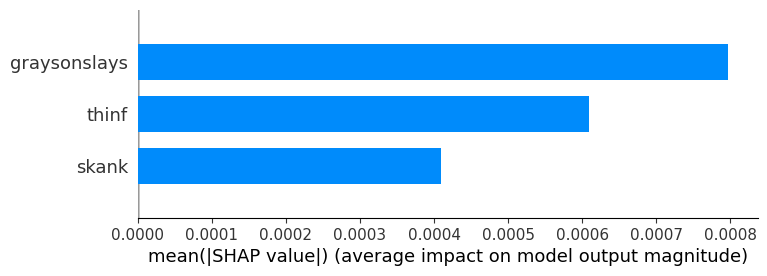 graysonslays
thinf
skank
0.0000 0.0001 0.0002 0.0003 0.0004 0.0005 0.0006 0.0007 0.0008
mean(|SHAP value|) (average impact on model output magnitude)